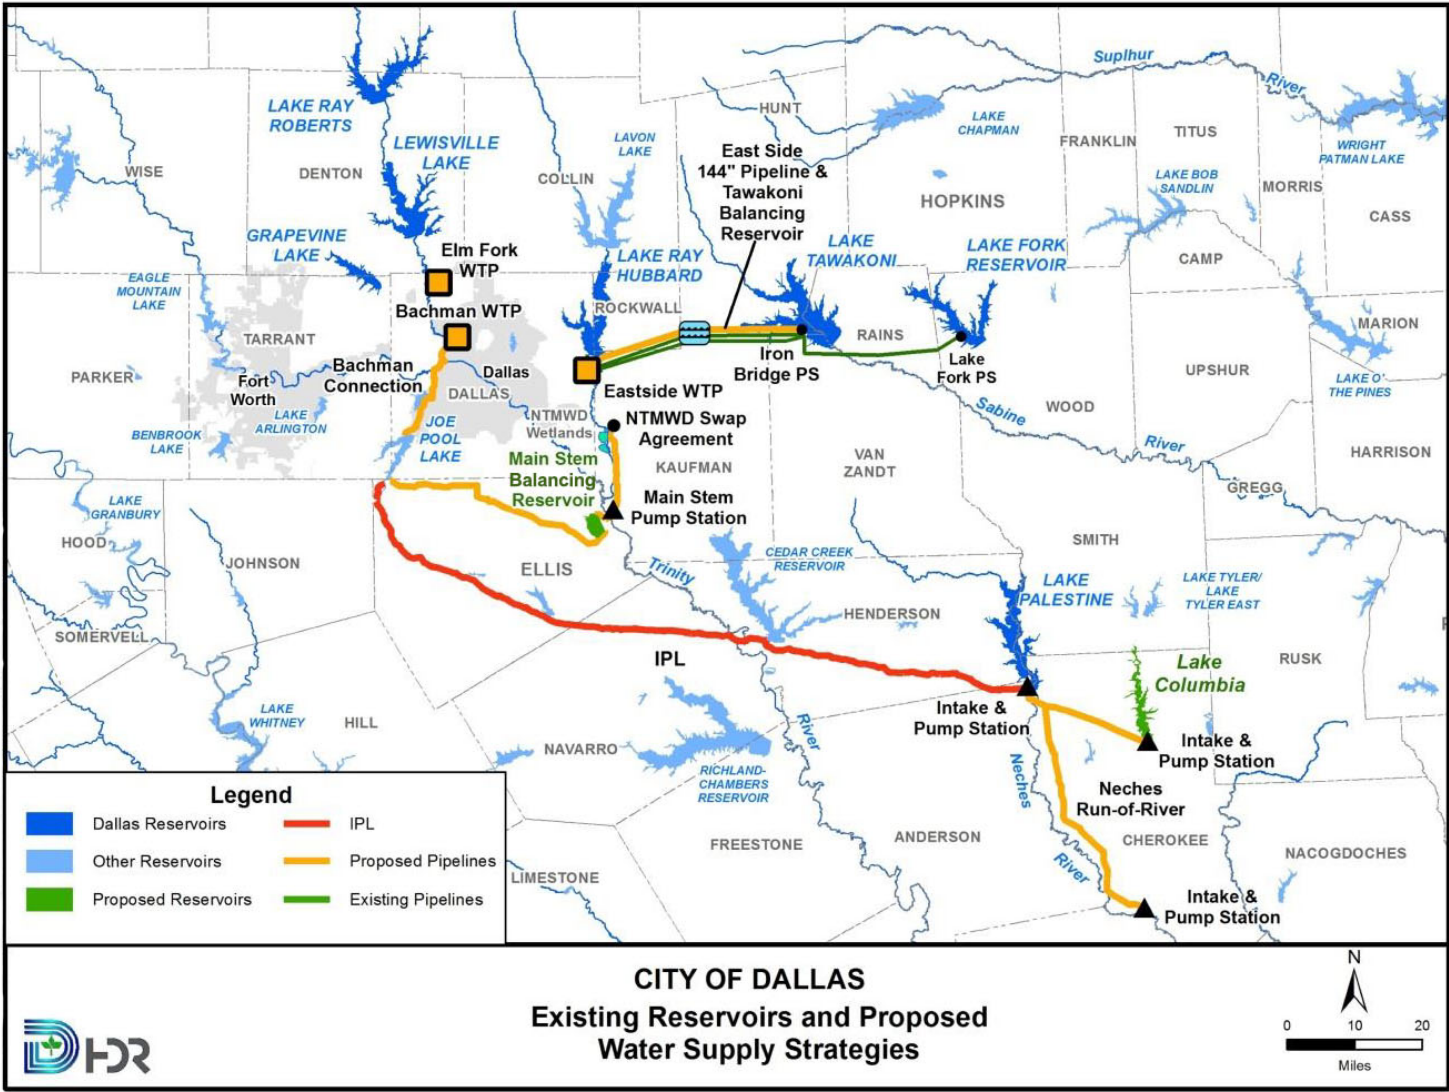 Suplhur
River
LAKE RAY
ROBERTS
HUNT
LAKE
CHAPMAN
TITUS
FRANKLIN
WRIGHT
PATMAN LAKE
LEWISVILLE
LAKE
LAVON
LAKE
East Side
144" Pipeline &
Tawakoni
Balancing
Reservoir
WISE
DENTON
COLLIN
LAKE BOB
SANDLIN
MORRIS
HOPKINS
CASS
GRAPEVINE
LAKE
Elm Fork
WTP
LAKE RAY
HUBBARD
LAKE
TAWAKONI
LAKE FORK
RESERVOIR
CAMP
EAGLE
MOUNTAIN
LAKE
Bachman WTP
ROCKWALL
TARRANT
RAINS
MARION
Bachman
Connection
Iron
Bridge PS
Lake
Fork PS
PARKER
Fort
Worth
Dallas
DALLAS
Eastside WTP
UPSHUR
LAKE O'
THE PINES
LAKE
ARLINGTON
JOE
POOL
LAKE
NTMWD
Wetlands
NTMWD Swap
Agreement
Sabine
River
WOOD
BENBROOK
LAKE
Main Stem
Balancing
Reservoir
KAUFMAN
VAN
ZANDT
HARRISON
LAKE
GRANBURY
Main Stem
Pump Station
GREGG
HOOD
JOHNSON
ELLIS
Trinity
CEDAR CREEK
RESERVOIR
SMITH
LAKE
PALESTINE
LAKE TYLER/
LAKE
TYLER EAST
HENDERSON
SOMERVELL
IPL
Lake
Columbia
RUSK
LAKE
WHITNEY
HILL
Intake &
Pump Station
River
NAVARRO
Intake &
Pump Station
RICHLAND-
CHAMBERS
RESERVOIR
Neches
Neches
Run-of-River
FREESTONE
ANDERSON
CHEROKEE
NACOGDOCHES
River
LIMESTONE
Intake &
Pump Station
Legend
Dallas Reservoirs
IPL
Other Reservoirs
Proposed Pipelines
Proposed Reservoirs
Existing Pipelines
CITY OF DALLAS
Existing Reservoirs and Proposed
Water Supply Strategies
HDR
N
0 10 20
Miles